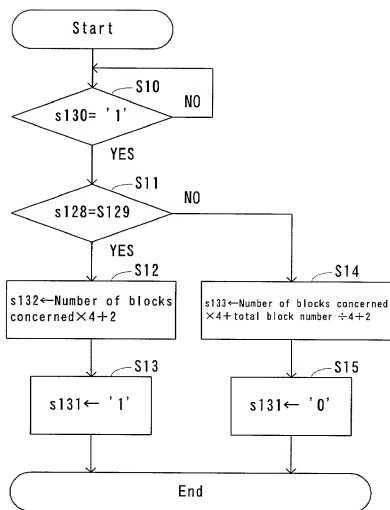 Start
S10
s130= '1'
NO
YES
S11
s128=S129
NO
YES
S12
s132←Number of blocks
concerned×4+2
S14
s133←Number of blocks concerned
×4+total block number ÷4+2
S13
s131← '1'
S15
s131← '0'
End